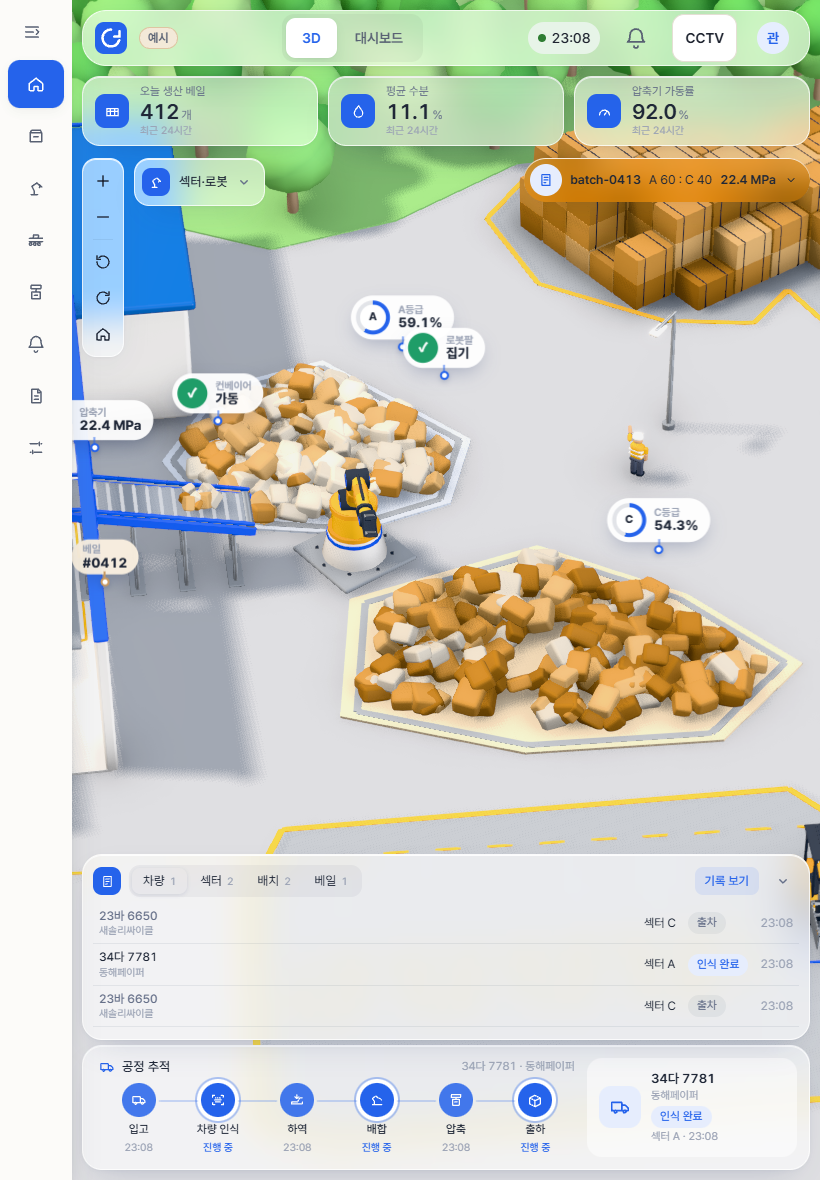 예시
3D
대시보드
23:08
CCTV
관
오늘 생산 베일
412개
최근 24시간
평균 수분
11.1%
최근 24시간
압축기 가동률
92.0%
최근 24시간
섹터·로봇
batch-0413 A 60 : C 40 22.4 MPa
A
A등급
59.1%
로봇팔
집기
컨베이어
가동
압축기
22.4 MPa
C
C등급
54.3%
베일
#0412
차량 1
섹터 2
배치 2
베일 1
기록 보기
23바 6650
새솔리싸이클
섹터 C 출차 23:08
34다 7781
동해페이퍼
섹터 A 인식 완료 23:08
23바 6650
새솔리싸이클
섹터 C 출차 23:08
공정 추적
34다 7781 · 동해페이퍼
입고
23:08
차량 인식
진행 중
하역
23:08
배합
진행 중
압축
23:08
출하
진행 중
34다 7781
동해페이퍼
인식 완료
섹터 A · 23:08